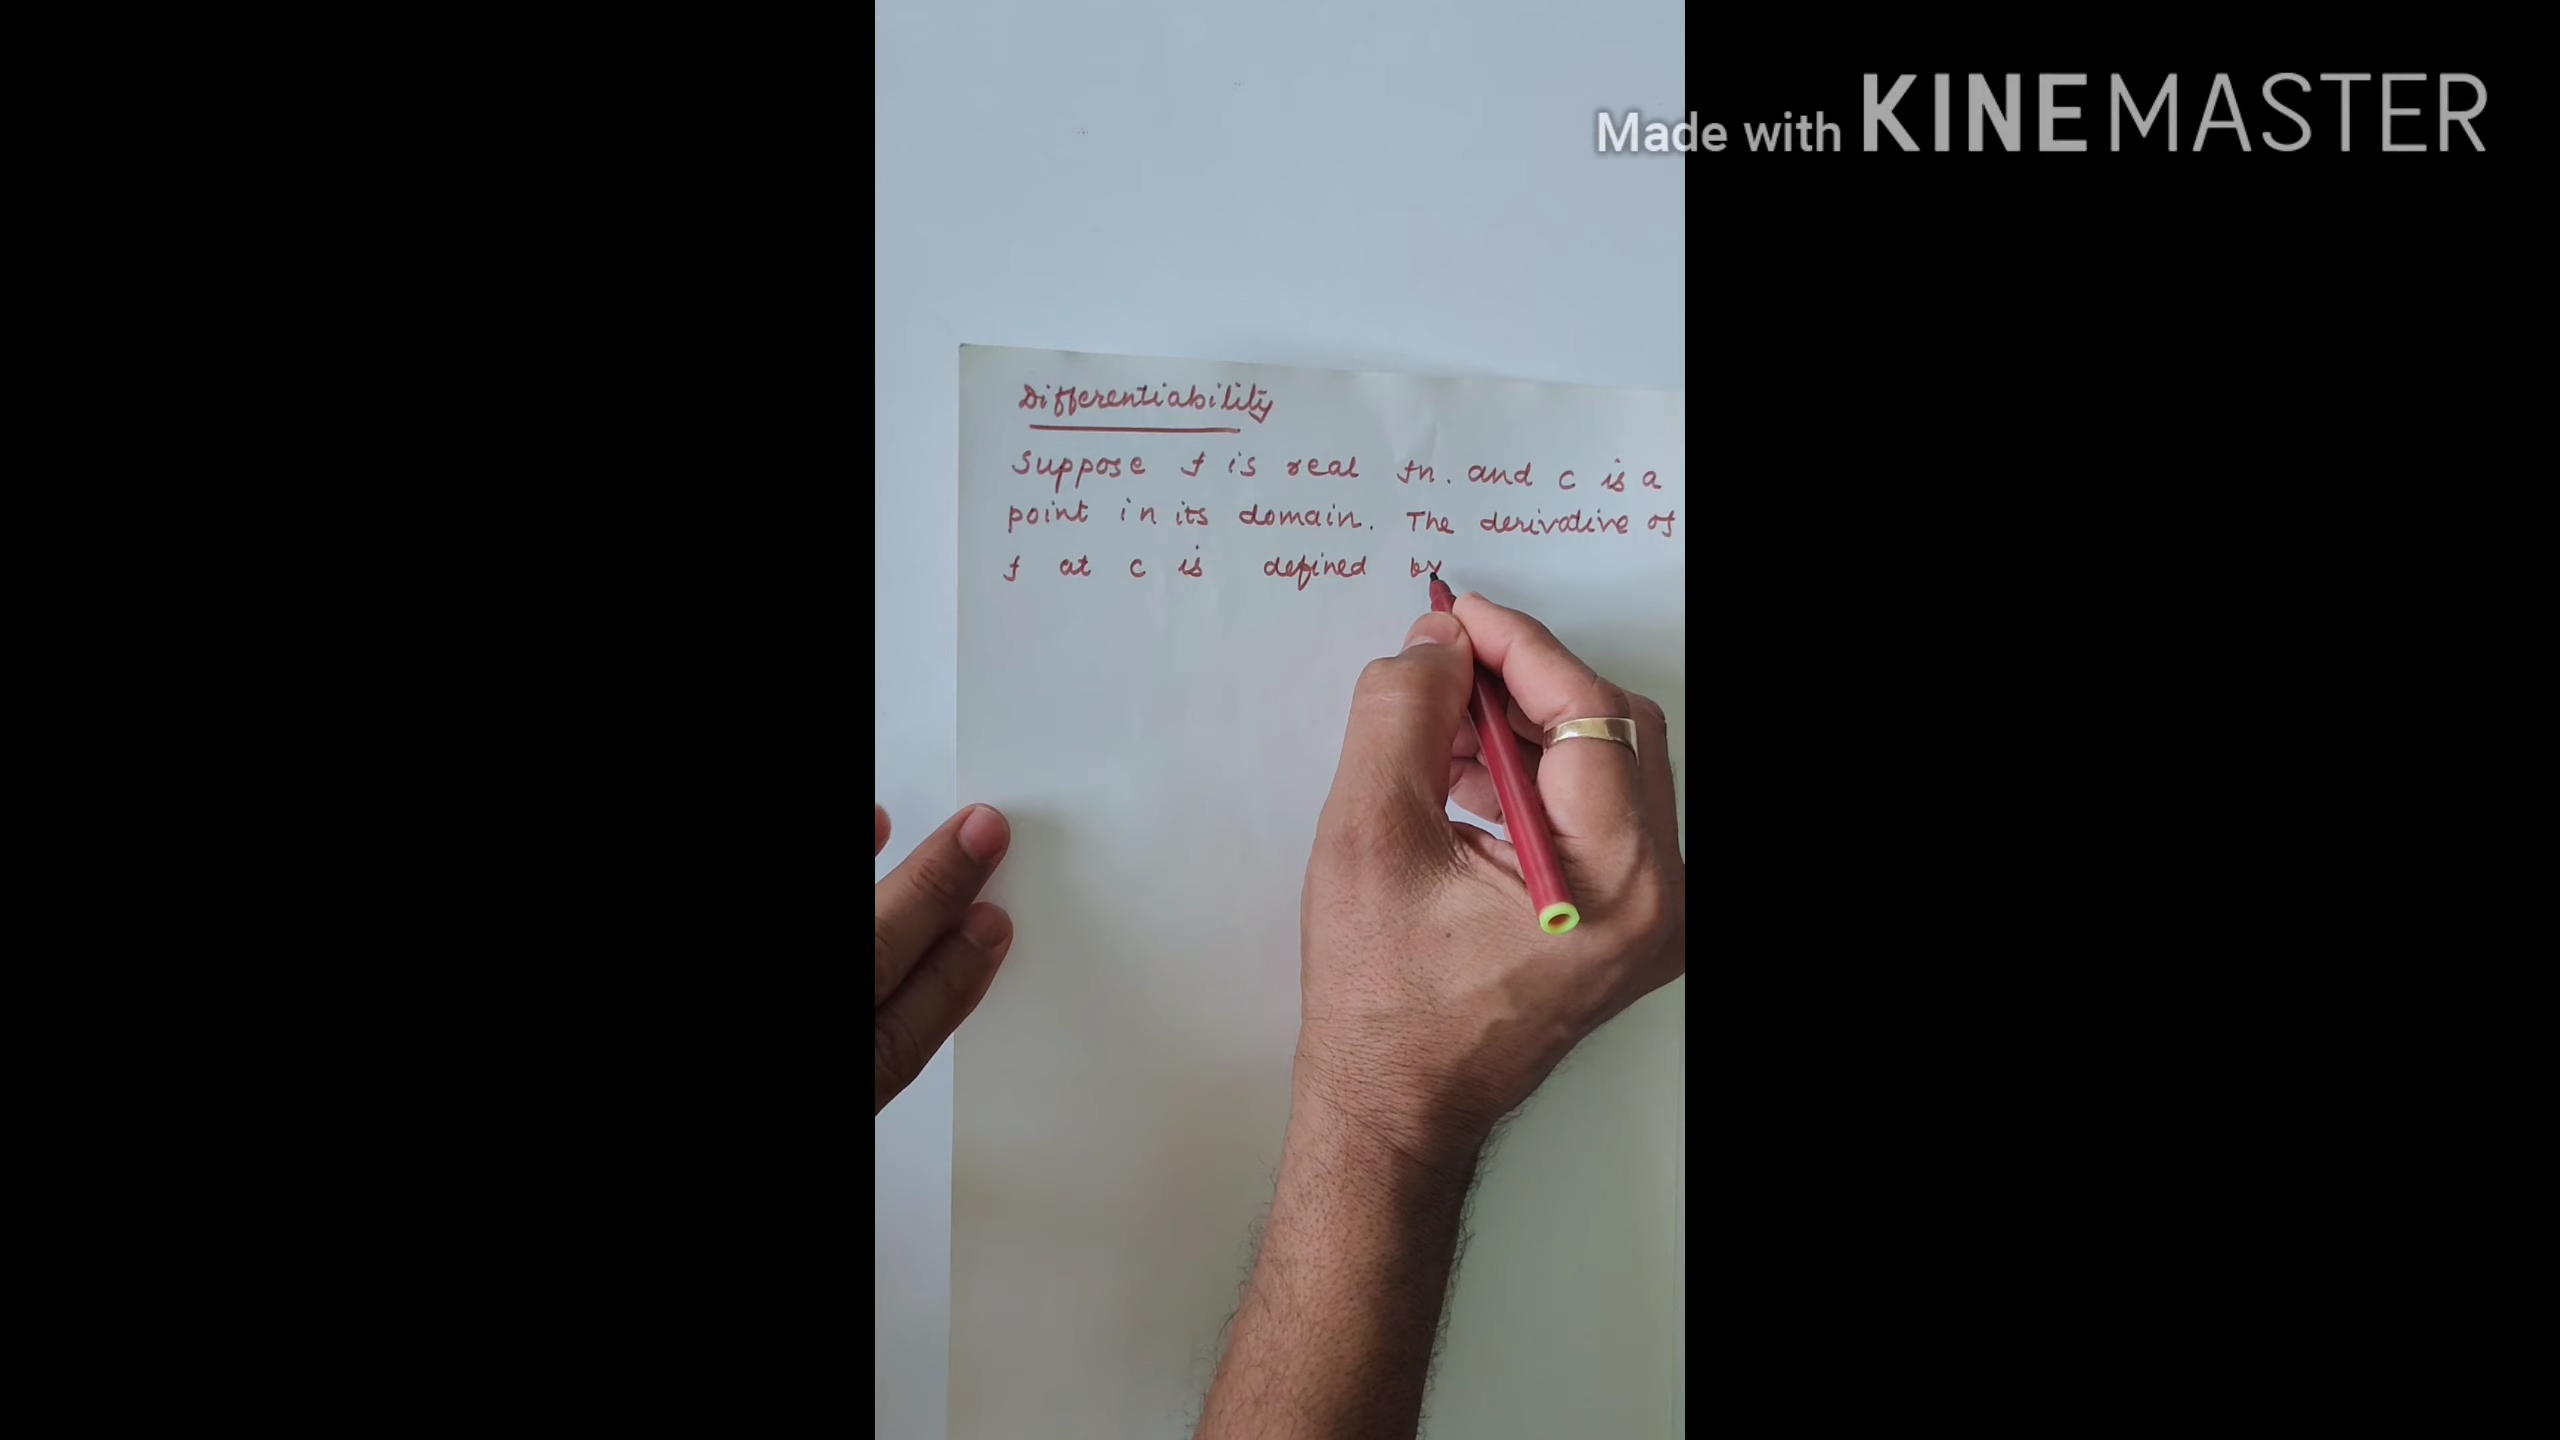 Made with KINEMASTER
Differentiability
Suppose f is real fn. and c is a
point in its domain. The derivative of
f at c is defined by